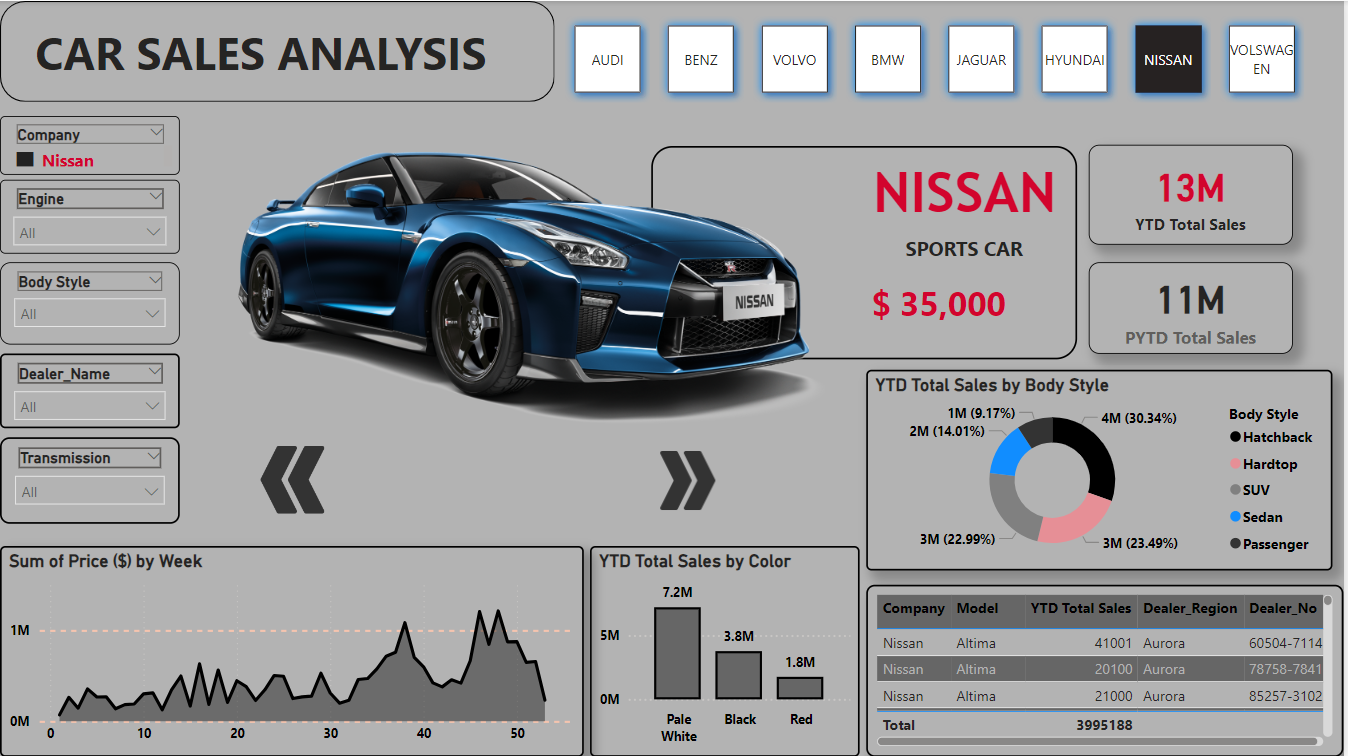 CAR SALES ANALYSIS
AUDI
BENZ
VOLVO
BMW
JAGUAR
HYUNDAI
NISSAN
VOLSWAG
EN
Company
Nissan
Engine
All
Body Style
All
Dealer_Name
All
Transmission
All
NISSAN
NISSAN
SPORTS CAR
$ 35,000
13M
YTD Total Sales
11M
PYTD Total Sales
YTD Total Sales by Body Style
1M (9.17%)
4M (30.34%)
2M (14.01%)
3M (22.99%)
3M (23.49%)
Body Style
Hatchback
Hardtop
SUV
Sedan
Passenger
Sum of Price ($) by Week
1M
0M
0 10 20 30 40 50
YTD Total Sales by Color
7.2M
3.8M
1.8M
5M
0M
Pale
White
Black
Red
Company Model YTD Total Sales Dealer_Region Dealer_No
Nissan Altima 41001 Aurora 60504-7114
Nissan Altima 20100 Aurora 78758-7841
Nissan Altima 21000 Aurora 85257-3102
Total 3995188